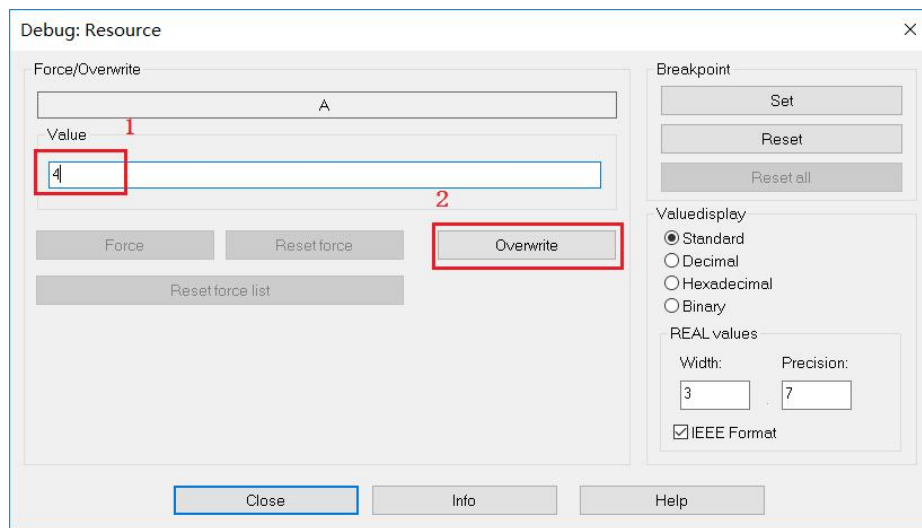 Debug: Resource
Force/Overwrite
A
Value
1
4
2
Force
Reset force
Overwrite
Reset force list
Breakpoint
Set
Reset
Reset all
Valuedisplay
Standard
Decimal
Hexadecimal
Binary
REAL values
Width:
Precision:
3
.
7
IEEE Format
Close
Info
Help